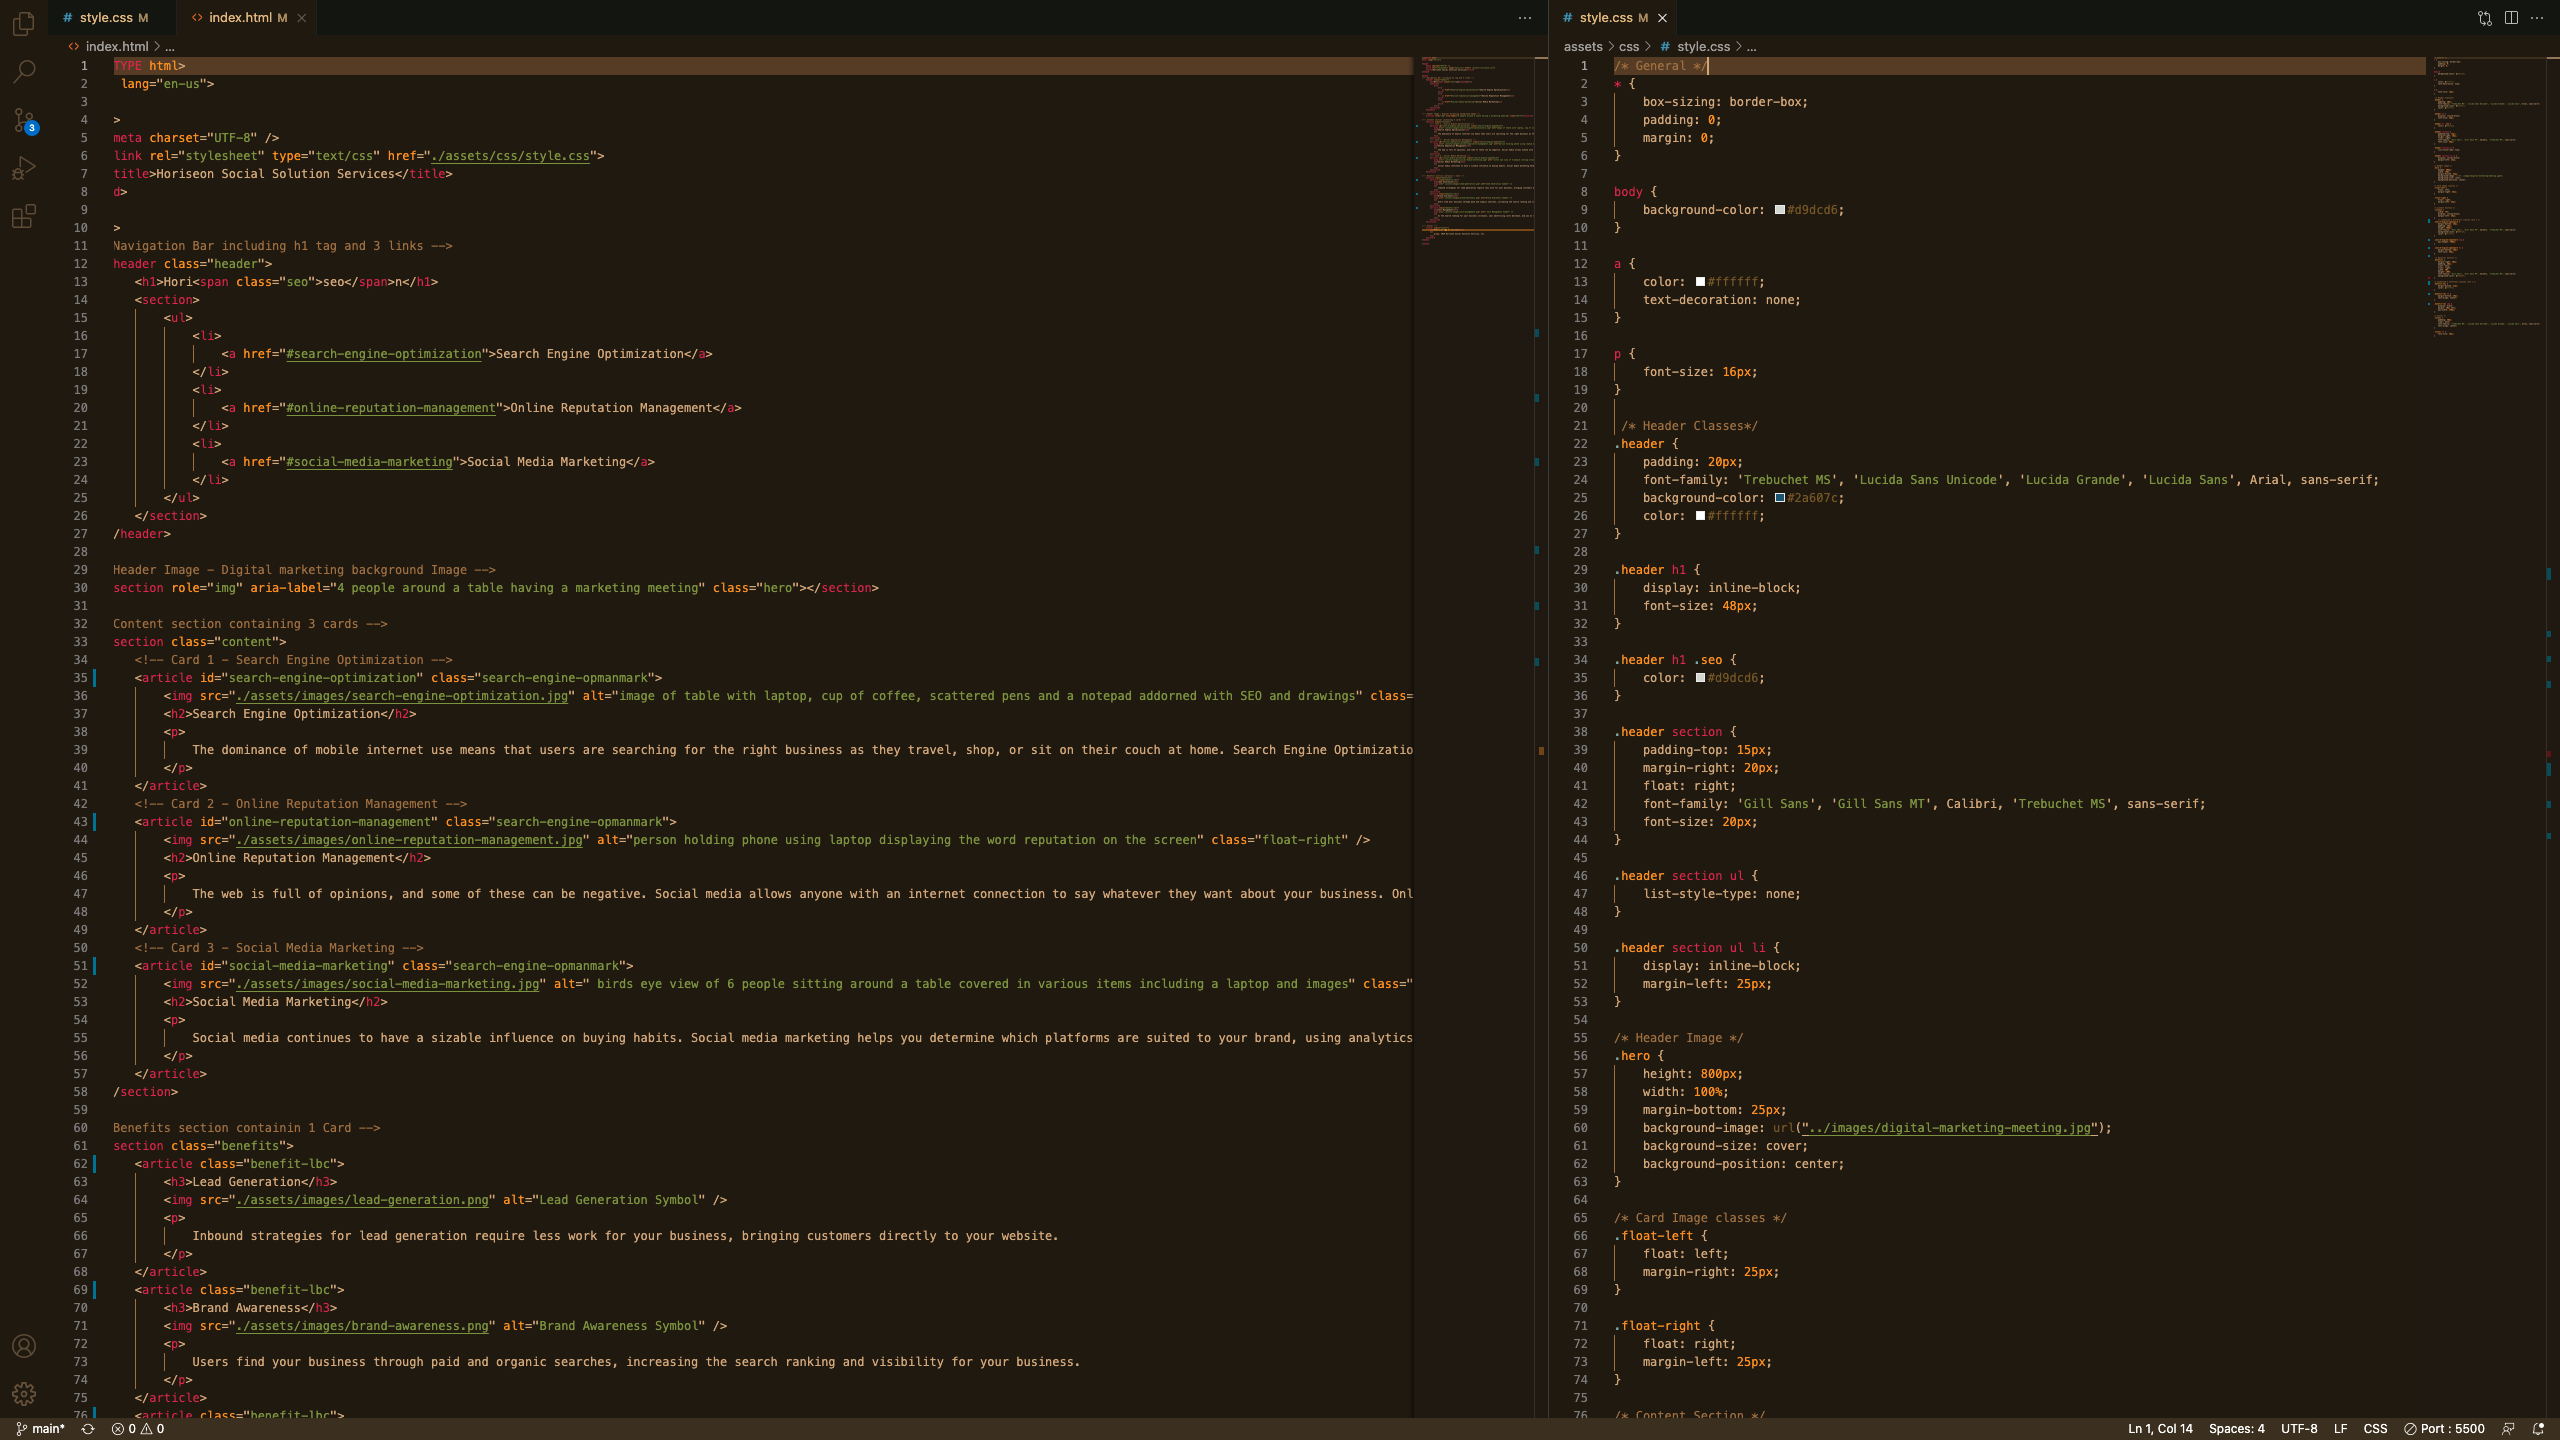 style.css M
index.html M
index.html > ...
1 TYPE html>
2 lang="en-us">
3
4 >
5 meta charset="UTF-8" />
6 link rel="stylesheet" type="text/css" href="./assets/css/style.css">
7 title>Horiseon Social Solution Services</title>
8 d>
9
10 >
11 Navigation Bar including h1 tag and 3 links -->
12 header class="header">
13 <h1>Hori<span class="seo">seo</span>n</h1>
14 <section>
15 <ul>
16 <li>
17 <a href="#search-engine-optimization">Search Engine Optimization</a>
18 </li>
19 <li>
20 <a href="#online-reputation-management">Online Reputation Management</a>
21 </li>
22 <li>
23 <a href="#social-media-marketing">Social Media Marketing</a>
24 </li>
25 </ul>
26 </section>
27 /header>
28
29 Header Image - Digital marketing background Image -->
30 section role="img" aria-label="4 people around a table having a marketing meeting" class="hero"></section>
31
32 Content section containing 3 cards -->
33 section class="content">
34 <!-- Card 1 - Search Engine Optimization -->
35 <article id="search-engine-optimization" class="search-engine-opmanmark">
36 <img src="./assets/images/search-engine-optimization.jpg" alt="image of table with laptop, cup of coffee, scattered pens and a notepad addorned with SEO and drawings" class=
37 <h2>Search Engine Optimization</h2>
38 <p>
39 The dominance of mobile internet use means that users are searching for the right business as they travel, shop, or sit on their couch at home. Search Engine Optimizatio
40 </p>
41 </article>
42 <!-- Card 2 - Online Reputation Management -->
43 <article id="online-reputation-management" class="search-engine-opmanmark">
44 <img src="./assets/images/online-reputation-management.jpg" alt="person holding phone using laptop displaying the word reputation on the screen" class="float-right" />
45 <h2>Online Reputation Management</h2>
46 <p>
47 The web is full of opinions, and some of these can be negative. Social media allows anyone with an internet connection to say whatever they want about your business. Onl
48 </p>
49 </article>
50 <!-- Card 3 - Social Media Marketing -->
51 <article id="social-media-marketing" class="search-engine-opmanmark">
52 <img src="./assets/images/social-media-marketing.jpg" alt=" birds eye view of 6 people sitting around a table covered in various items including a laptop and images" class="
53 <h2>Social Media Marketing</h2>
54 <p>
55 Social media continues to have a sizable influence on buying habits. Social media marketing helps you determine which platforms are suited to your brand, using analytics
56 </p>
57 </article>
58 /section>
59
60 Benefits section containin 1 Card -->
61 section class="benefits">
62 <article class="benefit-lbc">
63 <h3>Lead Generation</h3>
64 <img src="./assets/images/lead-generation.png" alt="Lead Generation Symbol" />
65 <p>
66 Inbound strategies for lead generation require less work for your business, bringing customers directly to your website.
67 </p>
68 </article>
69 <article class="benefit-lbc">
70 <h3>Brand Awareness</h3>
71 <img src="./assets/images/brand-awareness.png" alt="Brand Awareness Symbol" />
72 <p>
73 Users find your business through paid and organic searches, increasing the search ranking and visibility for your business.
74 </p>
75 </article>
76 <article class="benefit-lbc">
style.css M
assets > css > # style.css > ...
1 /* General */
2 * {
3 box-sizing: border-box;
4 padding: 0;
5 margin: 0;
6 }
7
8 body {
9 background-color: #d9dcd6;
10 }
11
12 a {
13 color: #ffffff;
14 text-decoration: none;
15 }
16
17 p {
18 font-size: 16px;
19 }
20
21 /* Header Classes*/
22 .header {
23 padding: 20px;
24 font-family: 'Trebuchet MS', 'Lucida Sans Unicode', 'Lucida Grande', 'Lucida Sans', Arial, sans-serif;
25 background-color: #2a607c;
26 color: #ffffff;
27 }
28
29 .header h1 {
30 display: inline-block;
31 font-size: 48px;
32 }
33
34 .header h1 .seo {
35 color: #d9dcd6;
36 }
37
38 .header section {
39 padding-top: 15px;
40 margin-right: 20px;
41 float: right;
42 font-family: 'Gill Sans', 'Gill Sans MT', Calibri, 'Trebuchet MS', sans-serif;
43 font-size: 20px;
44 }
45
46 .header section ul {
47 list-style-type: none;
48 }
49
50 .header section ul li {
51 display: inline-block;
52 margin-left: 25px;
53 }
54
55 /* Header Image */
56 .hero {
57 height: 800px;
58 width: 100%;
59 margin-bottom: 25px;
60 background-image: url("../images/digital-marketing-meeting.jpg");
61 background-size: cover;
62 background-position: center;
63 }
64
65 /* Card Image classes */
66 .float-left {
67 float: left;
68 margin-right: 25px;
69 }
70
71 .float-right {
72 float: right;
73 margin-left: 25px;
74 }
75
76 /* Content Section */
3
main* 0 0 Ln 1, Col 14 Spaces: 4 UTF-8 LF CSS Port : 5500